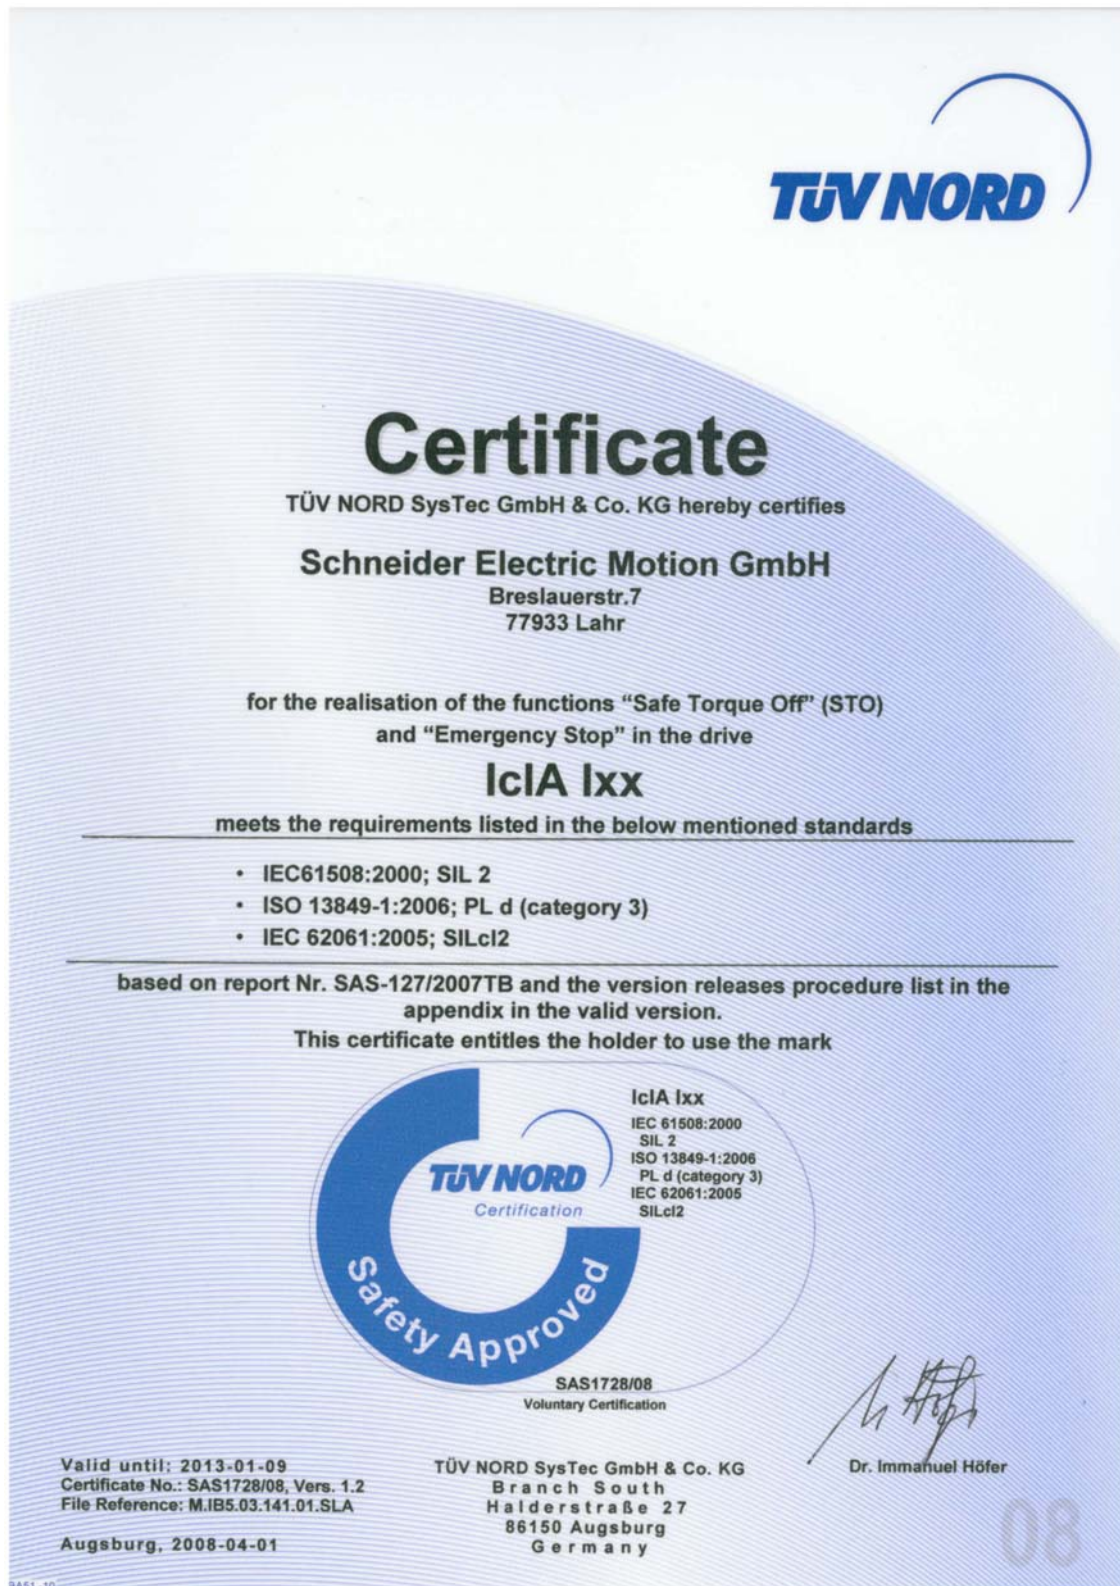 TÜV NORD
Certificate
TÜV NORD SysTec GmbH & Co. KG hereby certifies
Schneider Electric Motion GmbH
Breslauerstr.7
77933 Lahr
for the realisation of the functions “Safe Torque Off” (STO)
and “Emergency Stop” in the drive
IclA Ixx
meets the requirements listed in the below mentioned standards
• IEC61508:2000; SIL 2
• ISO 13849-1:2006; PL d (category 3)
• IEC 62061:2005; SILcl2
based on report Nr. SAS-127/2007TB and the version releases procedure list in the
appendix in the valid version.
This certificate entitles the holder to use the mark
IclA Ixx
IEC 61508:2000
SIL 2
ISO 13849-1:2006
PL d (category 3)
IEC 62061:2005
SILcl2
TÜV NORD
Certification
Safety Approved
SAS1728/08
Voluntary Certification
Valid until: 2013-01-09
Certificate No.: SAS1728/08, Vers. 1.2
File Reference: M.IB5.03.141.01.SLA
Augsburg, 2008-04-01
TÜV NORD SysTec GmbH & Co. KG
Branch South
Halderstraße 27
86150 Augsburg
Germany
Dr. Immanuel Höfer
08